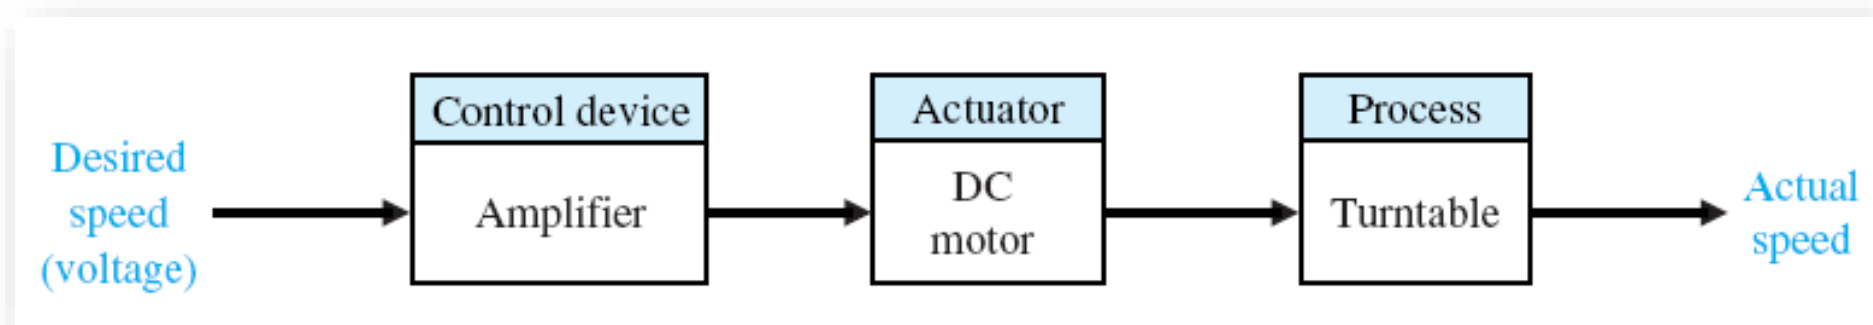 Desired
speed
(voltage)
Control device
Amplifier
Actuator
DC
motor
Process
Turntable
Actual
speed